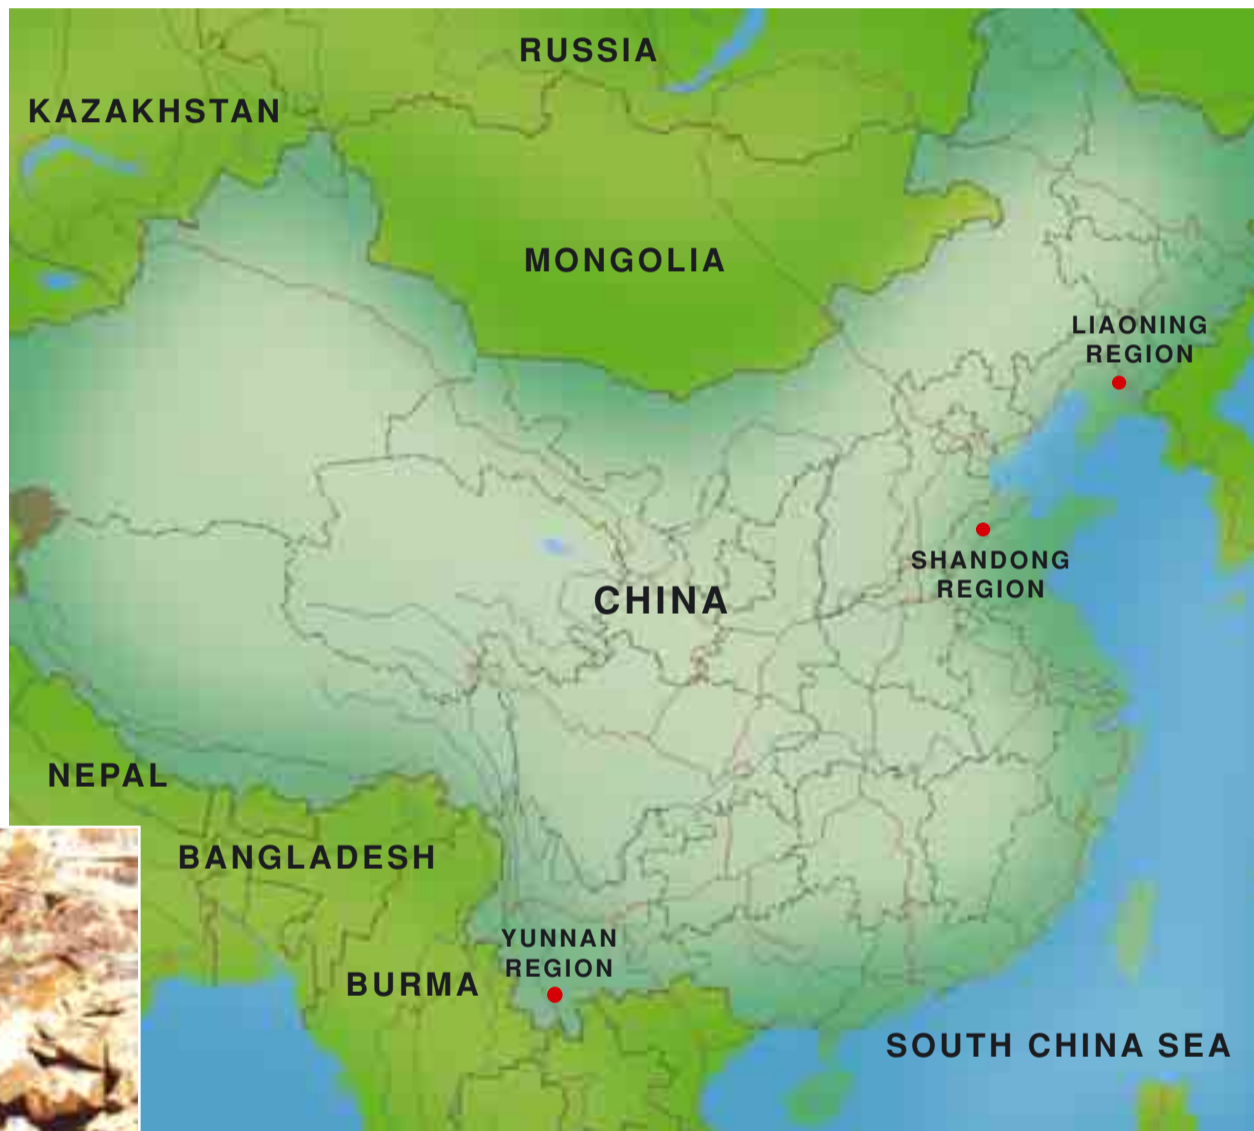 RUSSIA
KAZAKHSTAN
MONGOLIA
LIAONING
REGION
SHANDONG
REGION
CHINA
NEPAL
BANGLADESH
YUNNAN
REGION
BURMA
SOUTH CHINA SEA